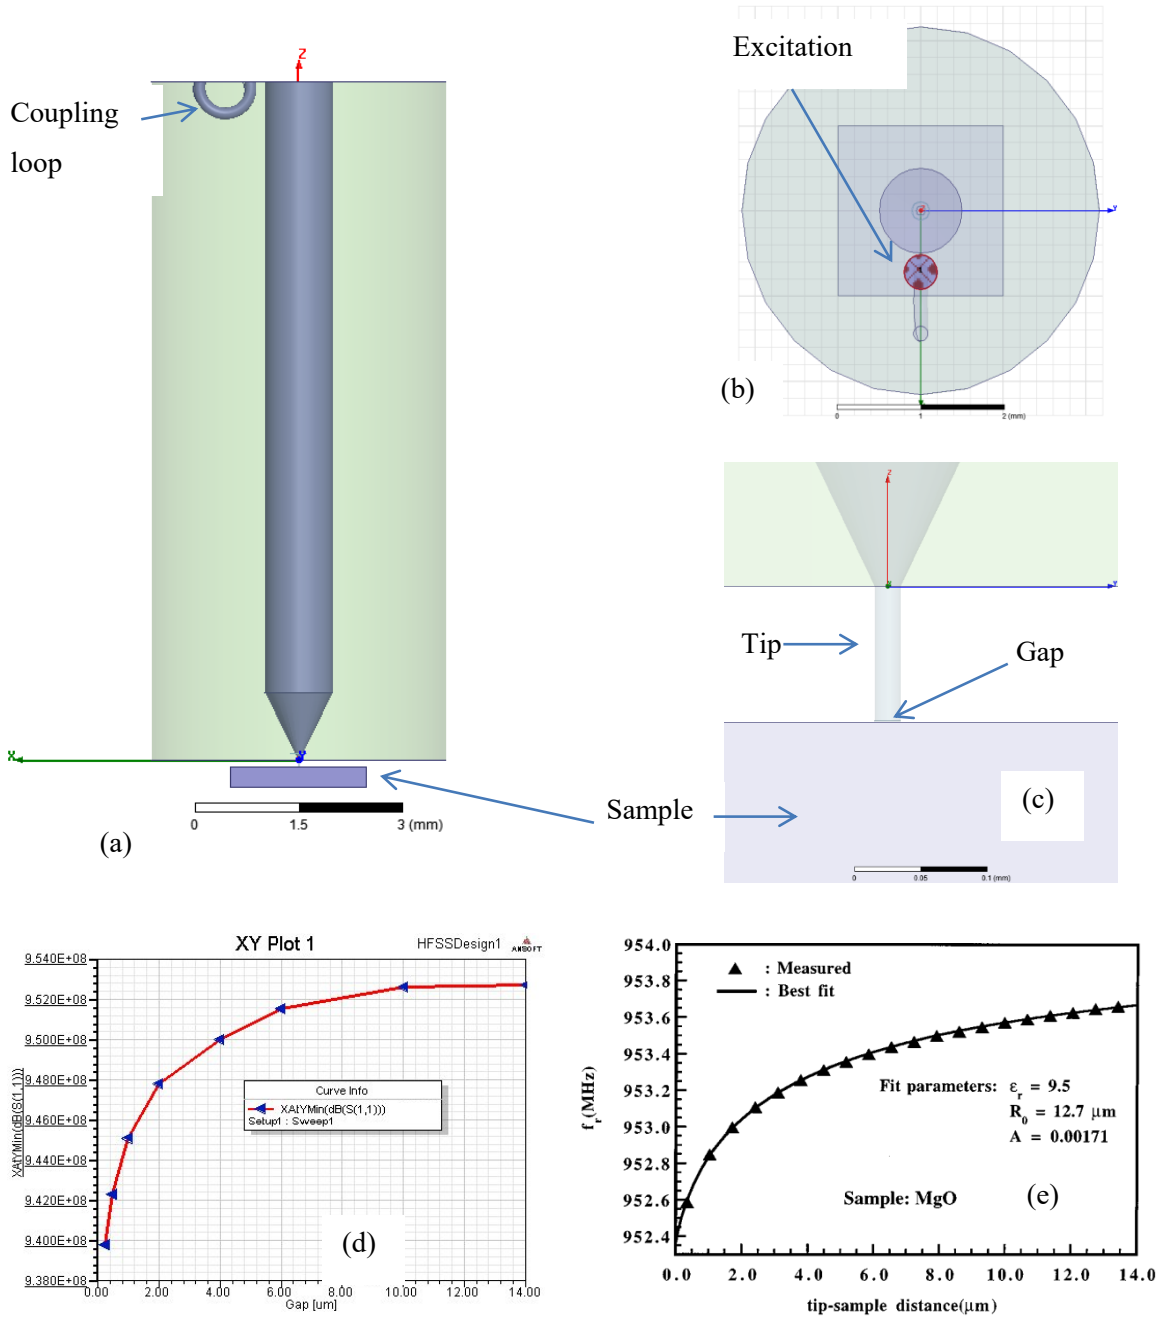 Z
Coupling
loop
X
Y
0
1.5
3 (mm)
(a)
Sample
Excitation
Y
0
1
2 (mm)
(b)
Z
Y
Tip
Gap
(c)
0
0.05
0.1 (mm)
XY Plot 1
HFSSDesign1
ANSOFT
9.540E+08
9.520E+08
9.500E+08
9.480E+08
9.460E+08
9.440E+08
9.420E+08
9.400E+08
9.380E+08
XAtYMin(dB(S(1,1)))
Curve Info
XAtYMin(dB(S(1,1)))
Setup1 : Sweep1
(d)
0.00
2.00
4.00
6.00
8.00
10.00
12.00
14.00
Gap [um]
954.0
953.8
953.6
953.4
953.2
953.0
952.8
952.6
952.4
fr(MHz)
: Measured
: Best fit
Fit parameters: εr = 9.5
R0 = 12.7 μm
A = 0.00171
Sample: MgO
(e)
0.0
2.0
4.0
6.0
8.0
10.0
12.0
14.0
tip-sample distance(μm)